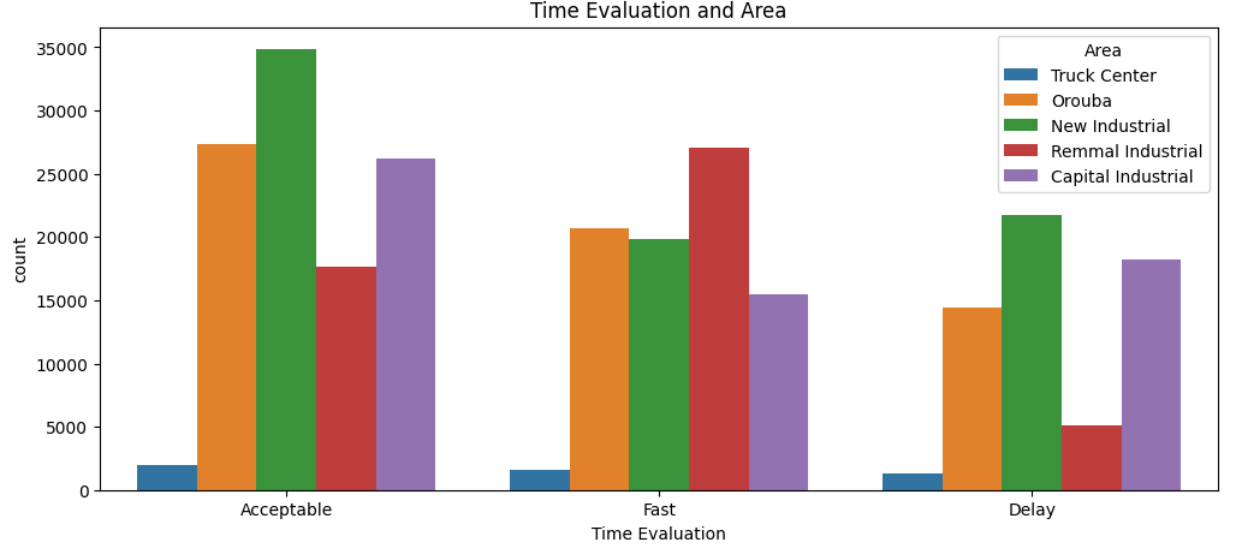 Time Evaluation and Area
count
35000
30000
25000
20000
15000
10000
5000
0
Area
Truck Center
Orouba
New Industrial
Remmal Industrial
Capital Industrial
Acceptable
Fast
Delay
Time Evaluation